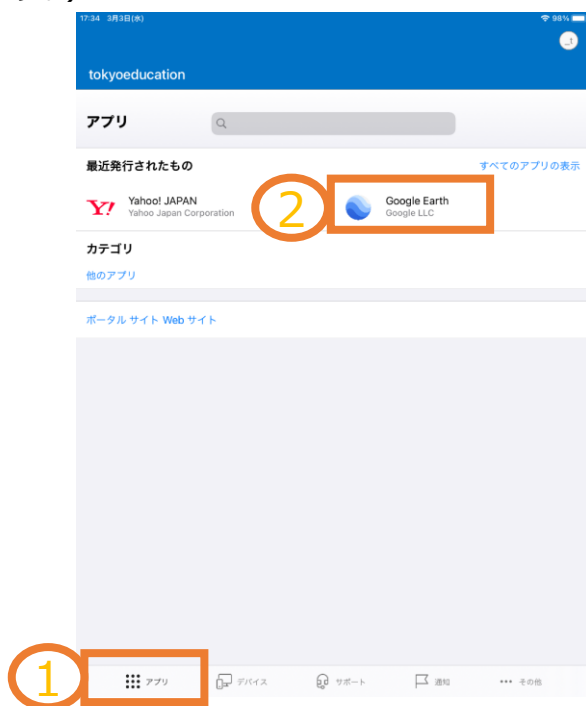 17:34 3月3日(水)
98%
tokyoeducation
アプリ
最近発行されたもの
すべてのアプリの表示
Y!
Yahoo! JAPAN
Yahoo Japan Corporation
2
Google Earth
Google LLC
カテゴリ
他のアプリ
ポータル サイト Web サイト
1
アプリ
デバイス
サポート
通知
••• その他